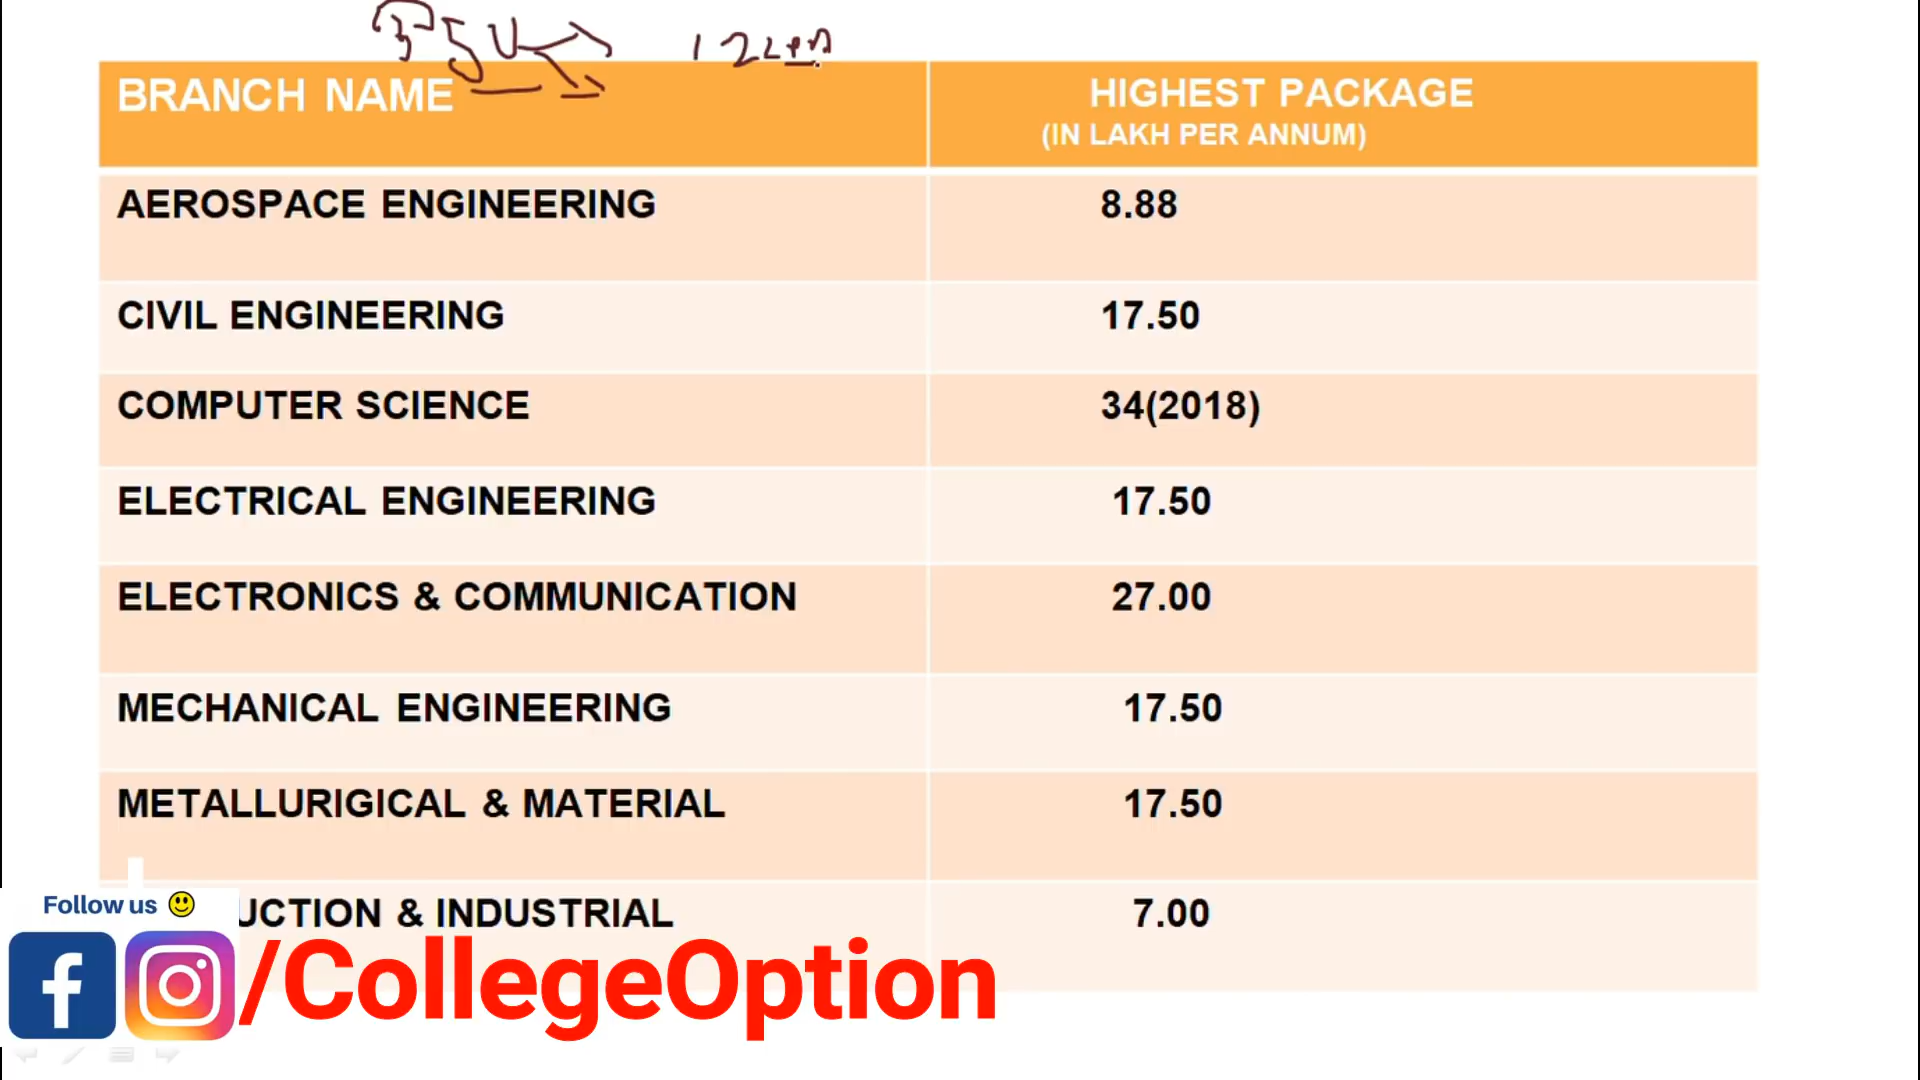 BRANCH NAME
HIGHEST PACKAGE
(IN LAKH PER ANNUM)
AEROSPACE ENGINEERING 8.88
CIVIL ENGINEERING 17.50
COMPUTER SCIENCE 34(2018)
ELECTRICAL ENGINEERING 17.50
ELECTRONICS & COMMUNICATION 27.00
MECHANICAL ENGINEERING 17.50
METALLURIGICAL & MATERIAL 17.50
UCTION & INDUSTRIAL 7.00
Follow us
/CollegeOption